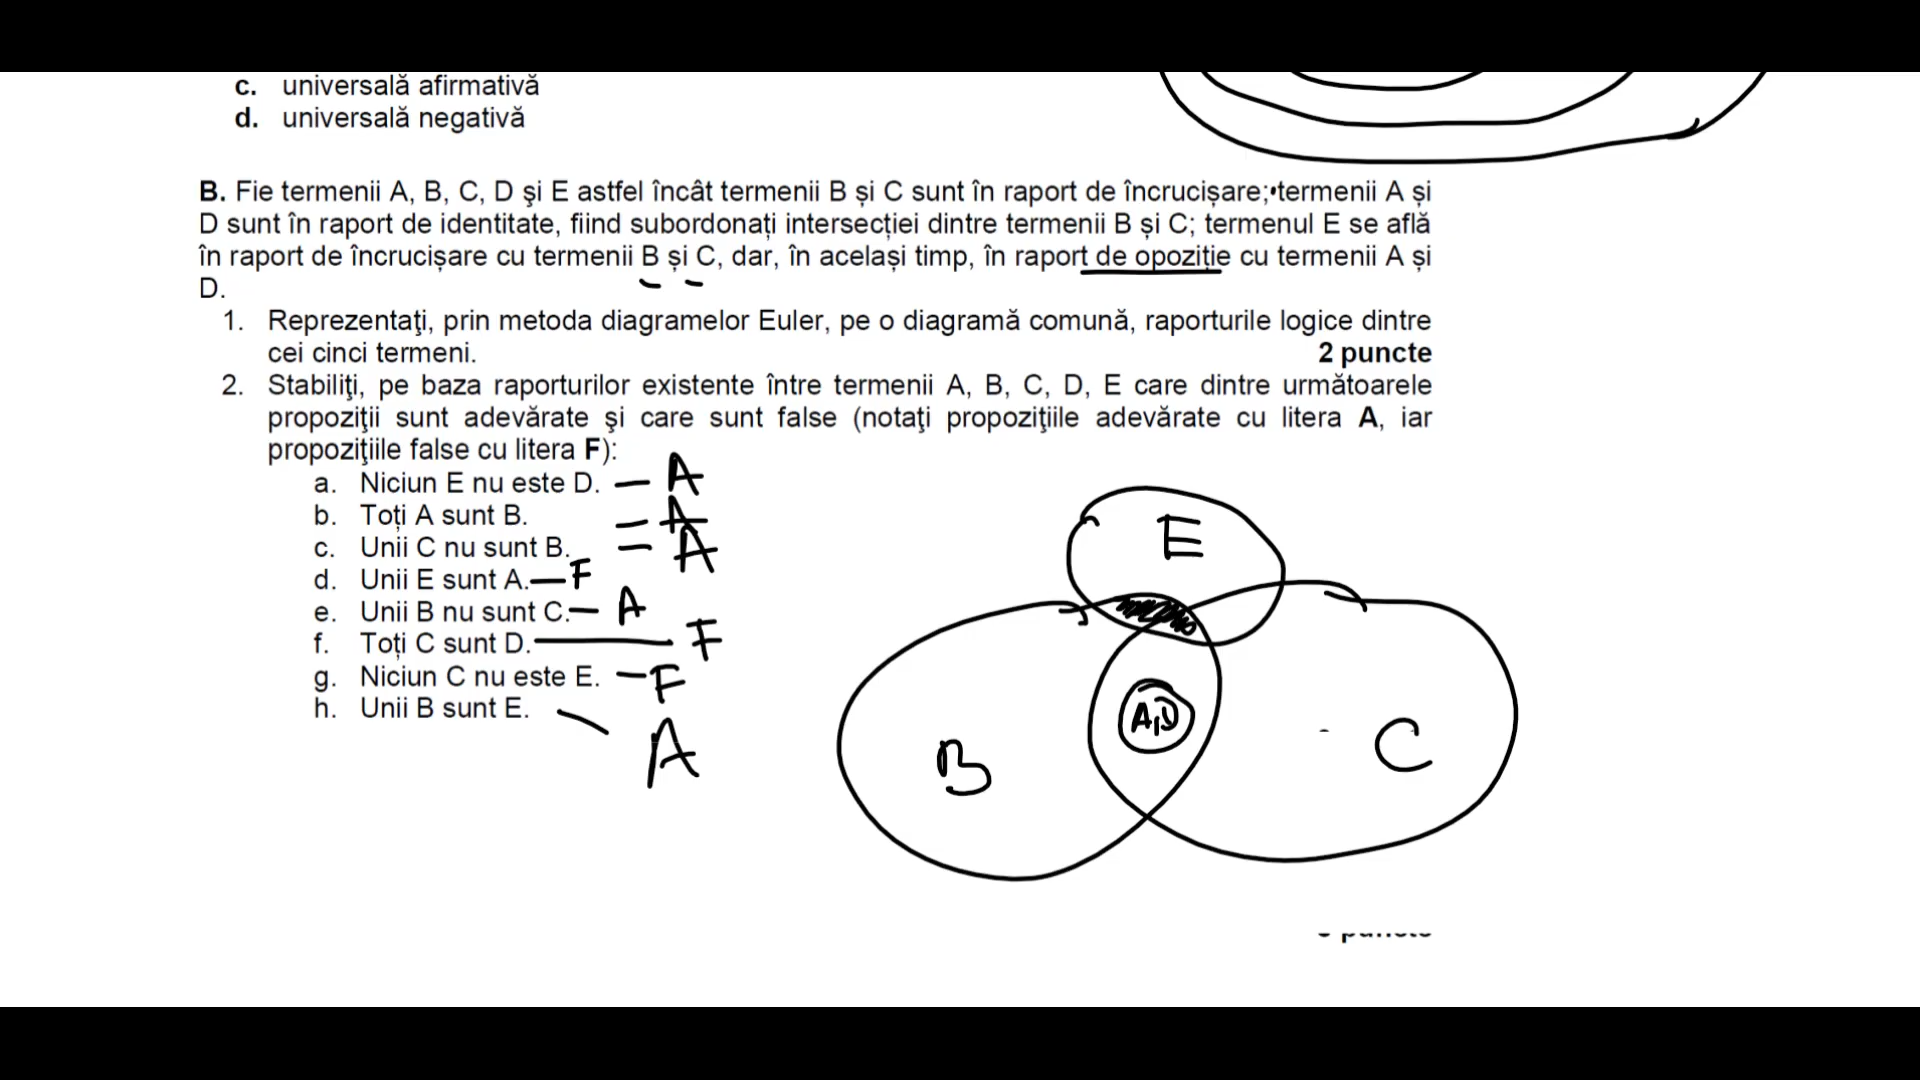 c. universală afirmativă
d. universală negativă
B. Fie termenii A, B, C, D şi E astfel încât termenii B și C sunt în raport de încrucișare; termenii A și
D sunt în raport de identitate, fiind subordonați intersecției dintre termenii B și C; termenul E se află
în raport de încrucișare cu termenii B și C, dar, în același timp, în raport de opoziție cu termenii A și
D.
1. Reprezentaţi, prin metoda diagramelor Euler, pe o diagramă comună, raporturile logice dintre
cei cinci termeni. 2 puncte
2. Stabiliţi, pe baza raporturilor existente între termenii A, B, C, D, E care dintre următoarele
propoziţii sunt adevărate şi care sunt false (notaţi propoziţiile adevărate cu litera A, iar
propoziţiile false cu litera F):
a. Niciun E nu este D. — A
b. Toți A sunt B. = A
c. Unii C nu sunt B. = A
d. Unii E sunt A. — F
e. Unii B nu sunt C. — A
f. Toți C sunt D. — F
g. Niciun C nu este E. — F
h. Unii B sunt E. \ A
E
A,D
B
C